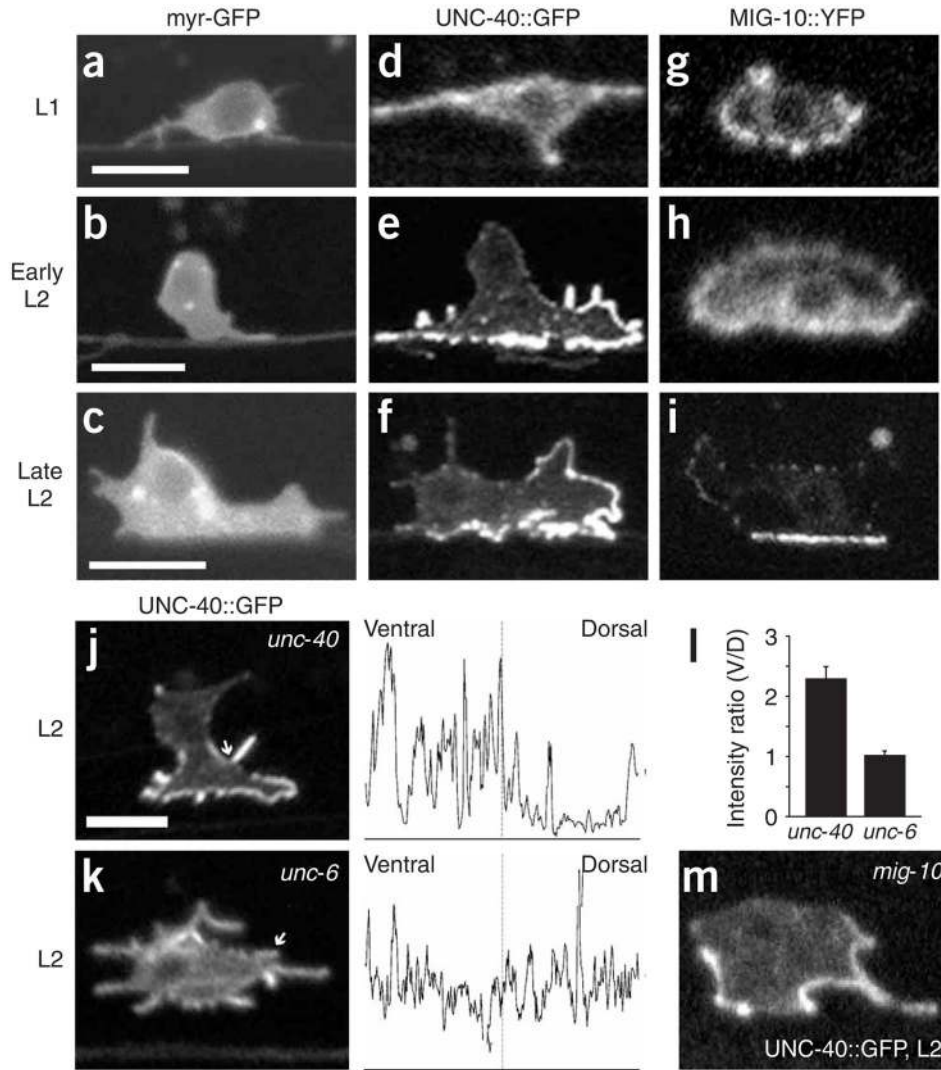 myr-GFP UNC-40::GFP MIG-10::YFP
a d g
L1
b e h
Early
L2
c f i
Late
L2
UNC-40::GFP
j unc-40 Ventral Dorsal l
L2
Intensity ratio (V/D)
3
2
1
0
unc-40 unc-6
k unc-6 Ventral Dorsal m mig-10
L2
UNC-40::GFP, L2